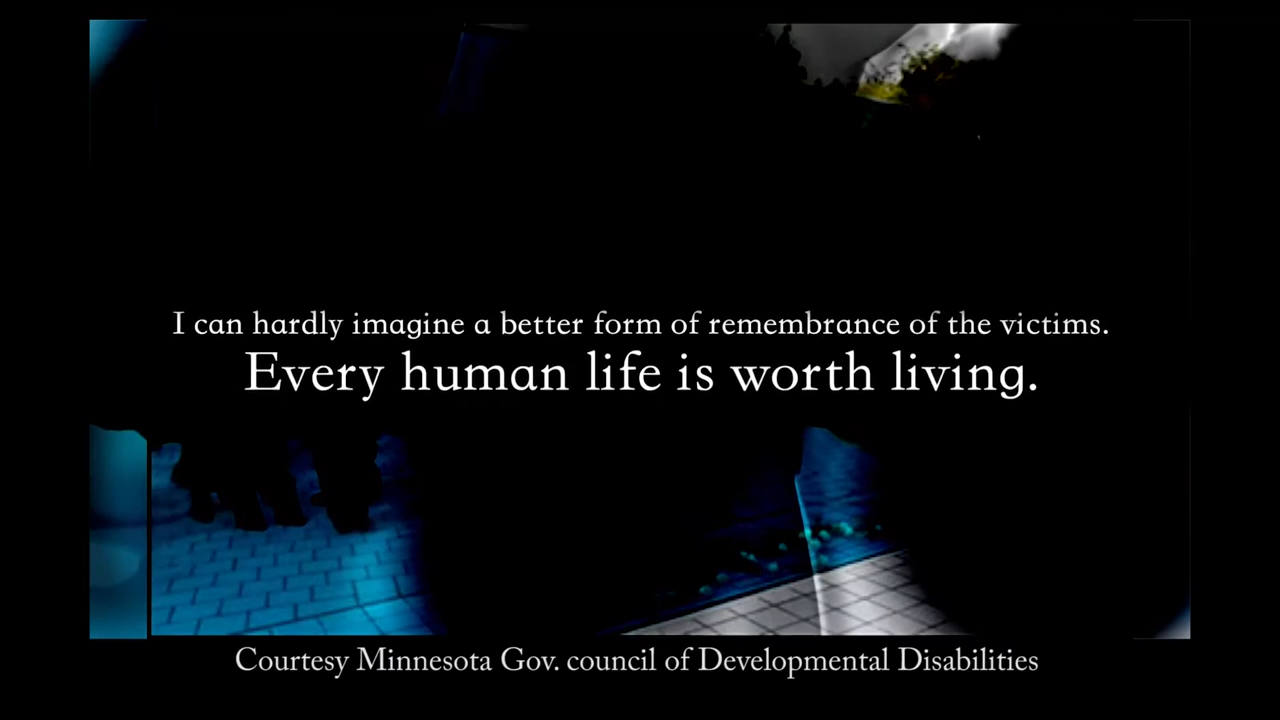 I can hardly imagine a better form of remembrance of the victims.
Every human life is worth living.
Courtesy Minnesota Gov. council of Developmental Disabilities